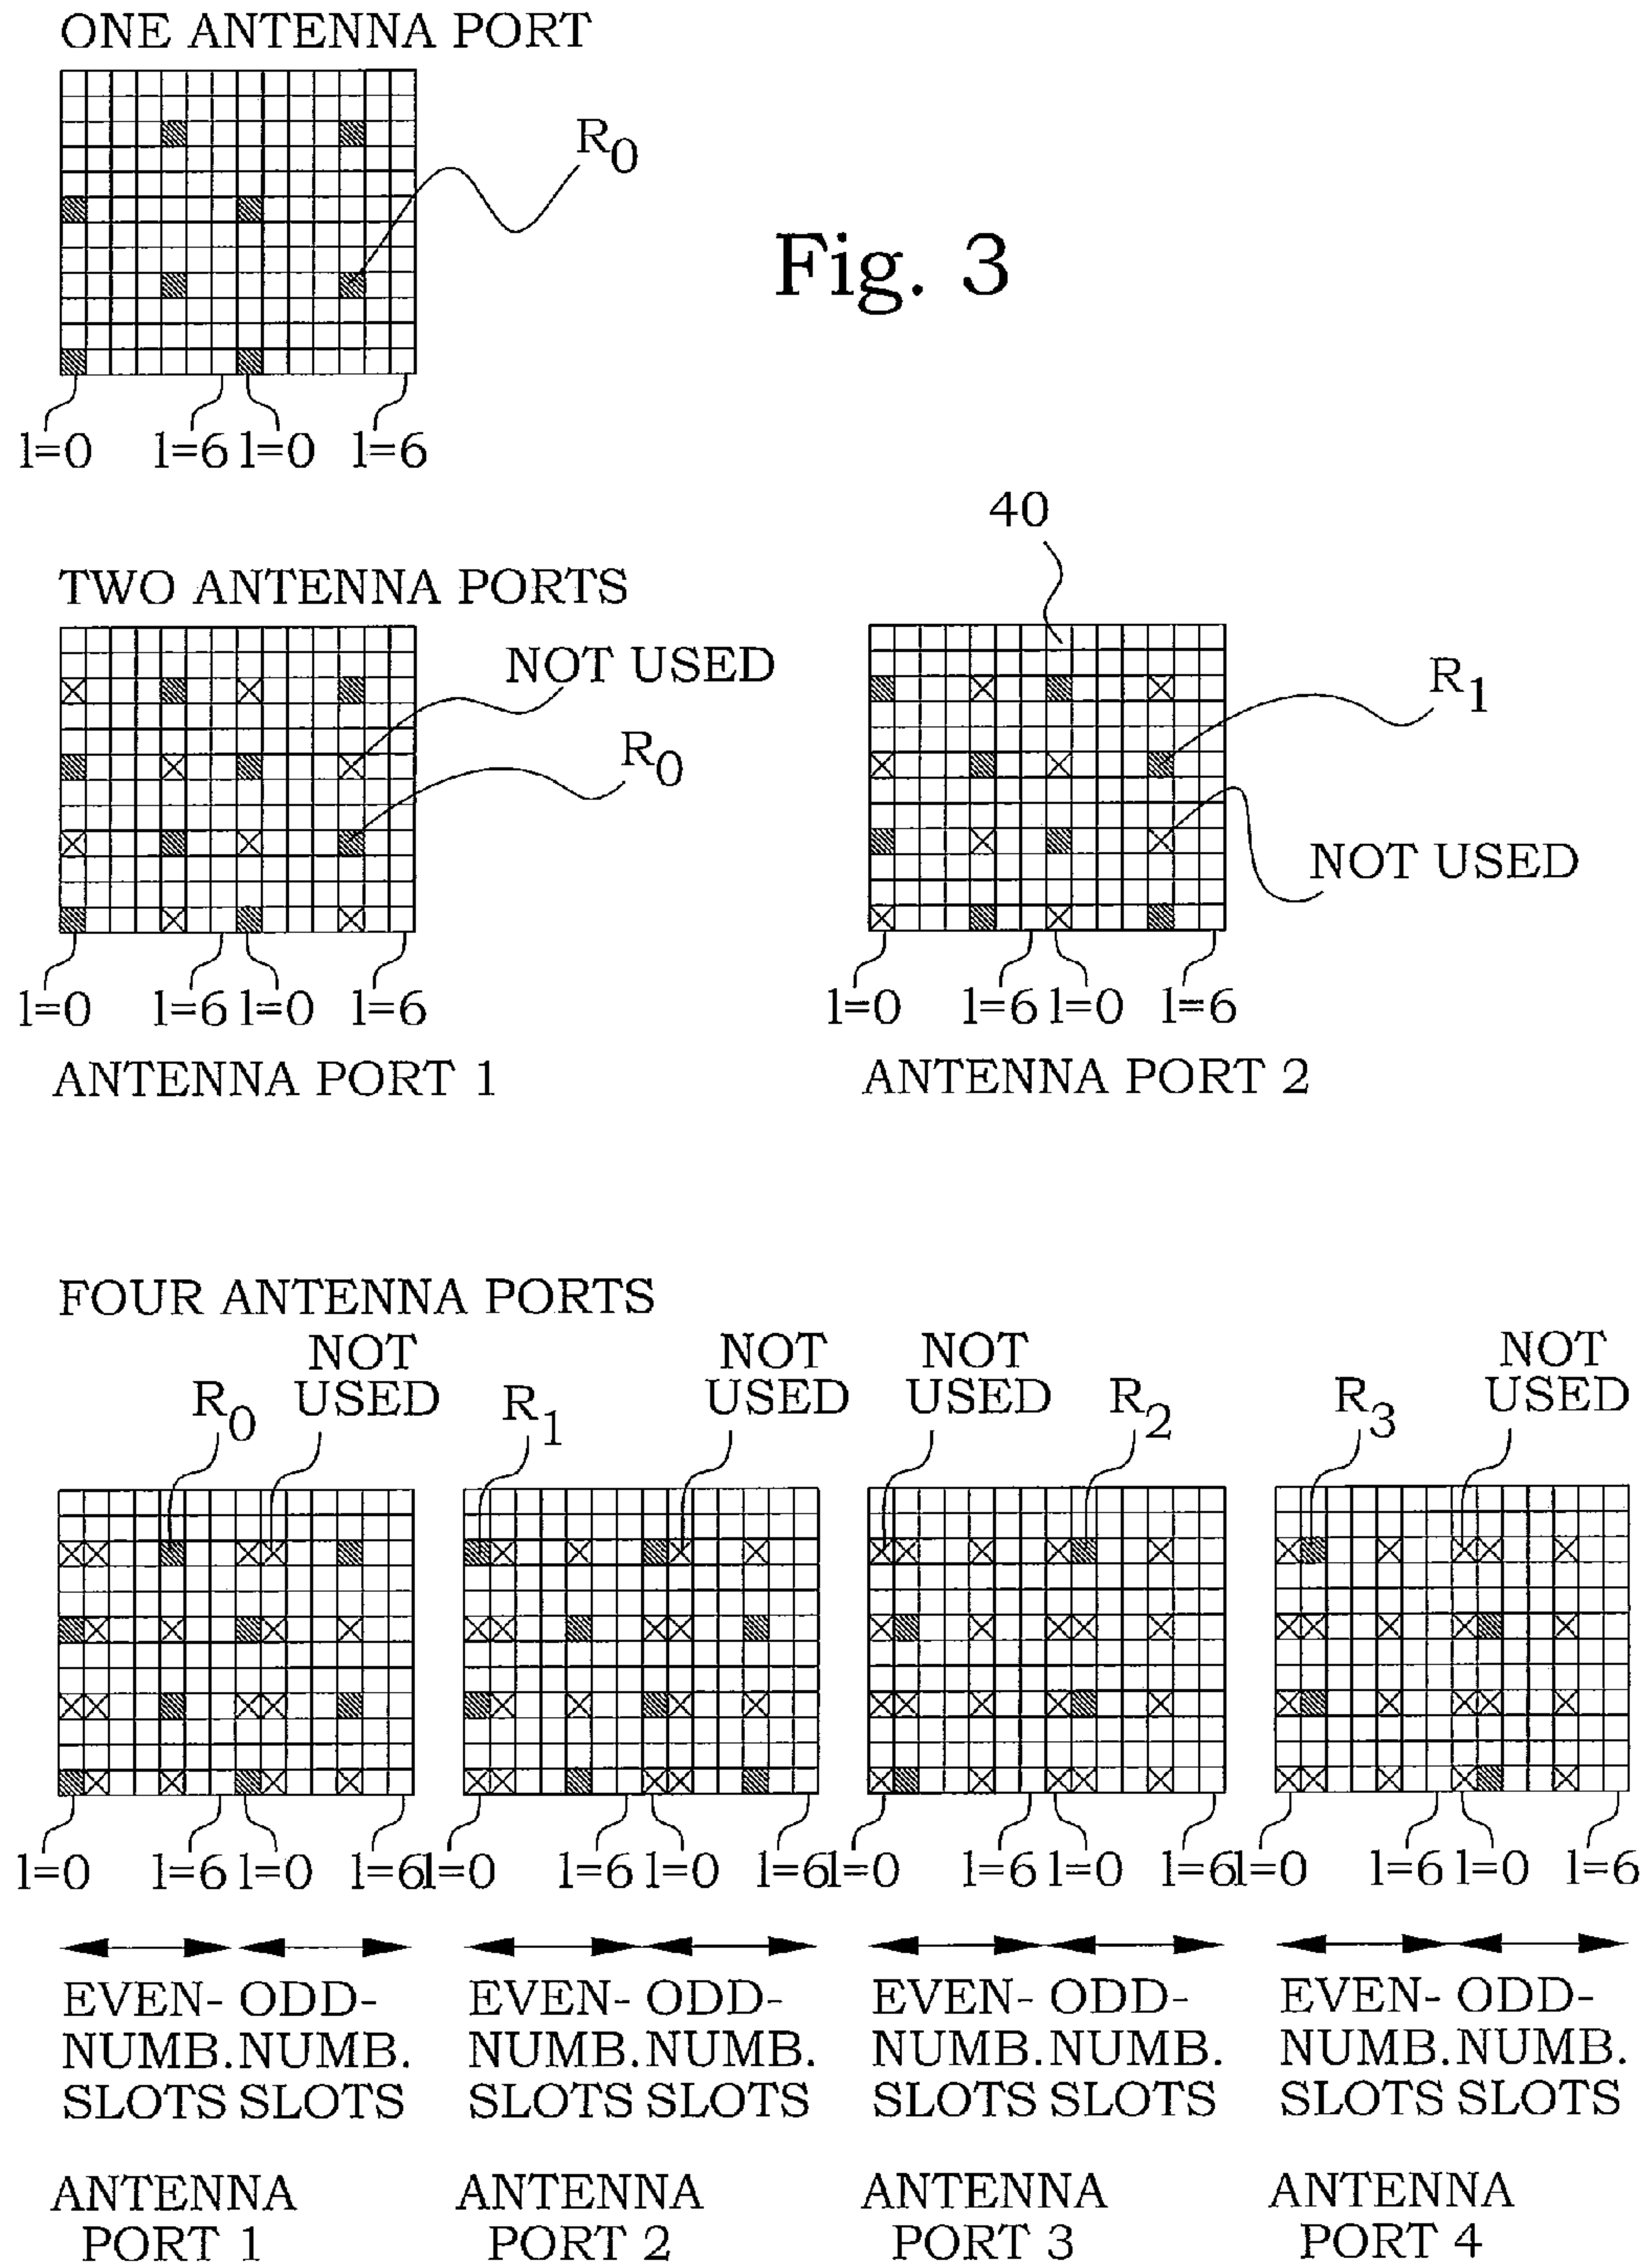 ONE ANTENNA PORT
R0
Fig. 3
l=0 l=6 l=0 l=6
40
TWO ANTENNA PORTS
NOT USED
R0
R1
NOT USED
l=0 l=6 l=0 l=6
l=0 l=6 l=0 l=6
ANTENNA PORT 1
ANTENNA PORT 2
FOUR ANTENNA PORTS
NOT USED
NOT USED
NOT USED
NOT USED
R0
R1
R2
R3
l=0 l=6 l=0 l=6 l=0 l=6 l=0 l=6 l=0 l=6 l=0 l=6 l=0 l=6 l=0 l=6
EVEN- ODD- EVEN- ODD- EVEN- ODD- EVEN- ODD-
NUMB. NUMB. NUMB. NUMB. NUMB. NUMB. NUMB. NUMB.
SLOTS SLOTS SLOTS SLOTS SLOTS SLOTS SLOTS SLOTS
ANTENNA ANTENNA ANTENNA ANTENNA
PORT 1 PORT 2 PORT 3 PORT 4